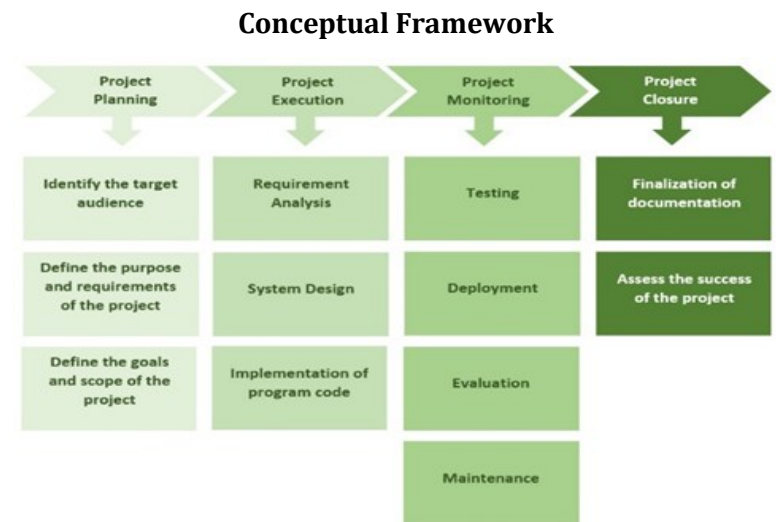 Conceptual Framework
Project
Planning
Project
Execution
Project
Monitoring
Project
Closure
Identify the target
audience
Define the purpose
and requirements
of the project
Define the goals
and scope of the
project
Requirement
Analysis
System Design
Implementation of
program code
Testing
Deployment
Evaluation
Maintenance
Finalization of
documentation
Assess the success
of the project